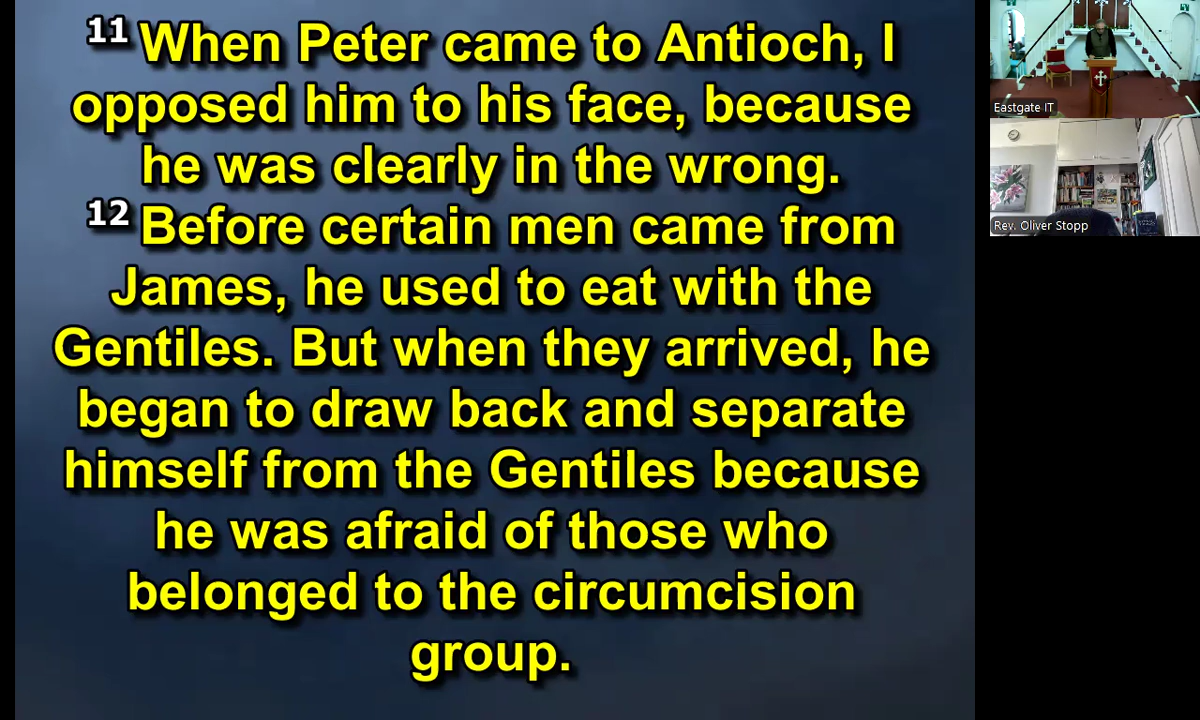 11 When Peter came to Antioch, I
opposed him to his face, because
he was clearly in the wrong.
12 Before certain men came from
James, he used to eat with the
Gentiles. But when they arrived, he
began to draw back and separate
himself from the Gentiles because
he was afraid of those who
belonged to the circumcision
group.
Eastgate IT
Rev. Oliver Stopp